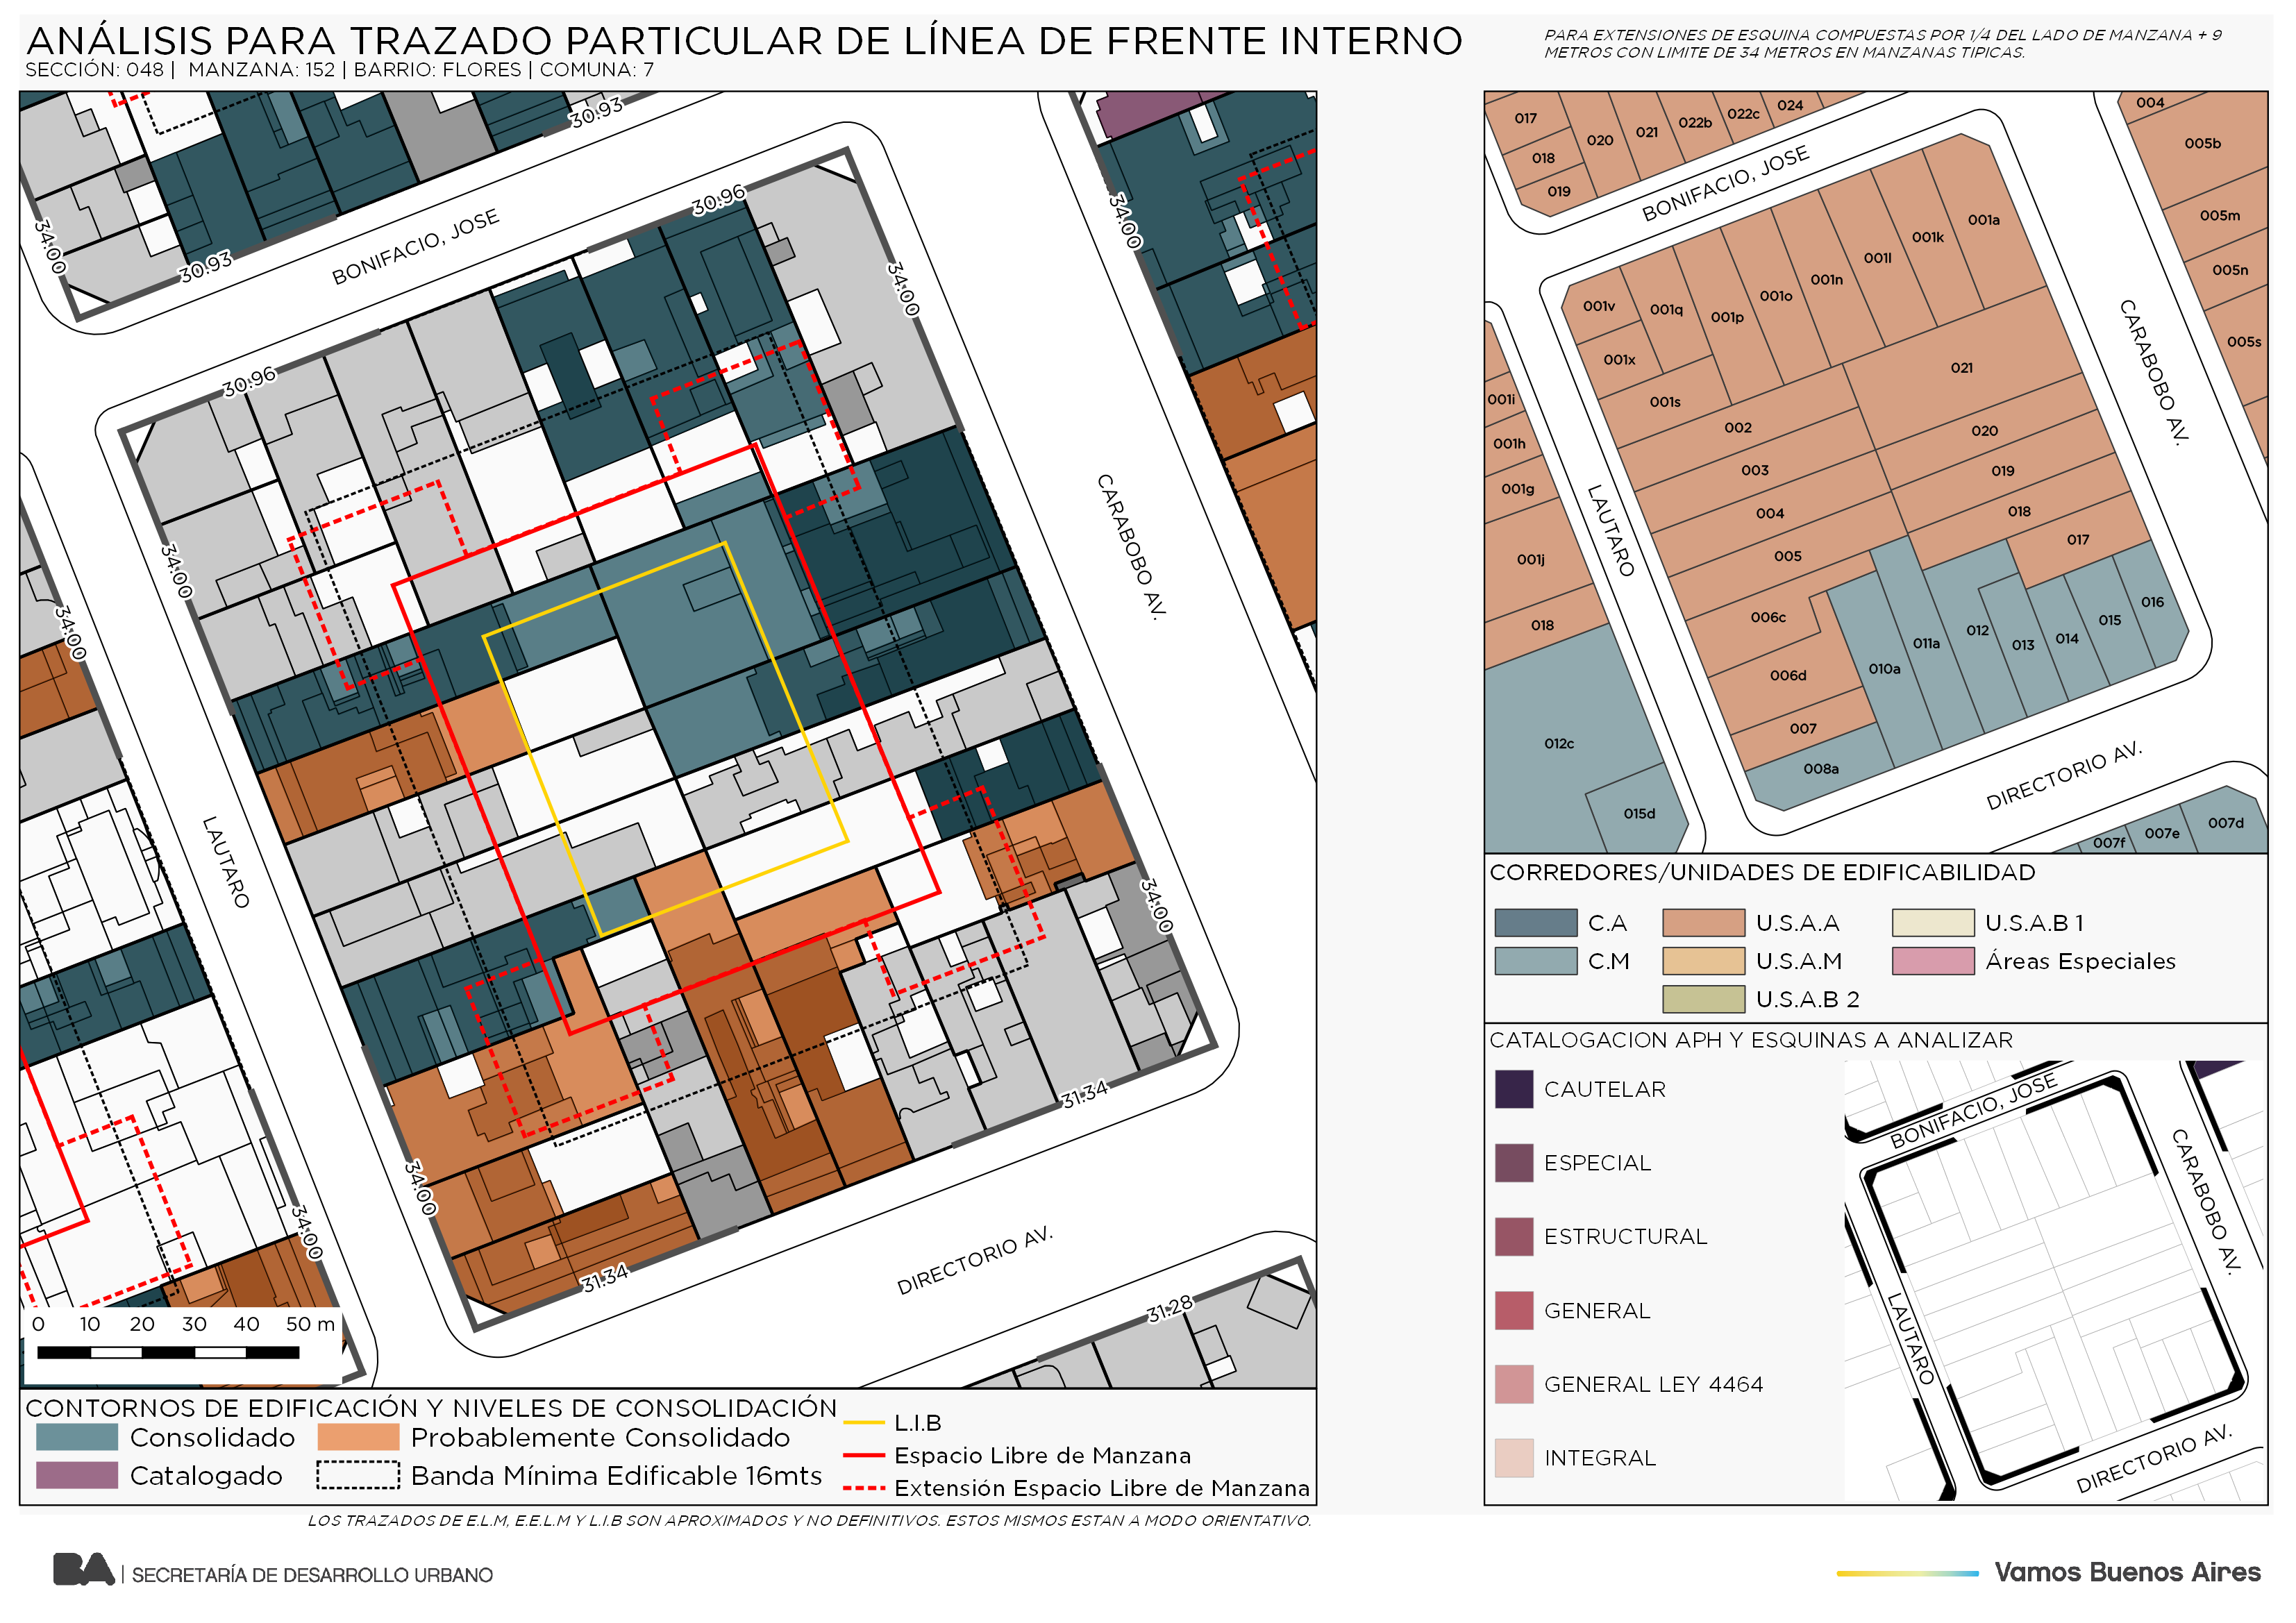 ANÁLISIS PARA TRAZADO PARTICULAR DE LÍNEA DE FRENTE INTERNO
SECCIÓN: 048 | MANZANA: 152 | BARRIO: FLORES | COMUNA: 7
PARA EXTENSIONES DE ESQUINA COMPUESTAS POR 1/4 DEL LADO DE MANZANA + 9
METROS CON LIMITE DE 34 METROS EN MANZANAS TIPICAS.
30.93
34.00
30.93
BONIFACIO, JOSE
30.96
34.00
34.00
30.96
34.00
34.00
CARABOBO AV.
LAUTARO
34.00
34.00
31.34
34.00
31.34
DIRECTORIO AV.
31.28
0 10 20 30 40 50 m
CONTORNOS DE EDIFICACIÓN Y NIVELES DE CONSOLIDACIÓN
Consolidado
Probablemente Consolidado
Catalogado
Banda Mínima Edificable 16mts
L.I.B
Espacio Libre de Manzana
Extensión Espacio Libre de Manzana
LOS TRAZADOS DE E.L.M, E.E.L.M Y L.I.B SON APROXIMADOS Y NO DEFINITIVOS. ESTOS MISMOS ESTAN A MODO ORIENTATIVO.
017
018
019
020
021
022b
022c
024
004
005b
005m
005n
005s
BONIFACIO, JOSE
001v
001x
001q
001p
001s
001o
001n
001l
001k
001a
021
002
003
004
005
020
019
018
017
006c
006d
007
008a
010a
011a
012
013
014
015
016
001i
001h
001g
001j
018
012c
015d
LAUTARO
CARABOBO AV.
DIRECTORIO AV.
007f
007e
007d
CORREDORES/UNIDADES DE EDIFICABILIDAD
C.A
U.S.A.A
U.S.A.B 1
C.M
U.S.A.M
Áreas Especiales
U.S.A.B 2
CATALOGACION APH Y ESQUINAS A ANALIZAR
CAUTELAR
ESPECIAL
ESTRUCTURAL
GENERAL
GENERAL LEY 4464
INTEGRAL
BONIFACIO, JOSE
CARABOBO AV.
LAUTARO
DIRECTORIO AV.
BA | SECRETARÍA DE DESARROLLO URBANO
Vamos Buenos Aires